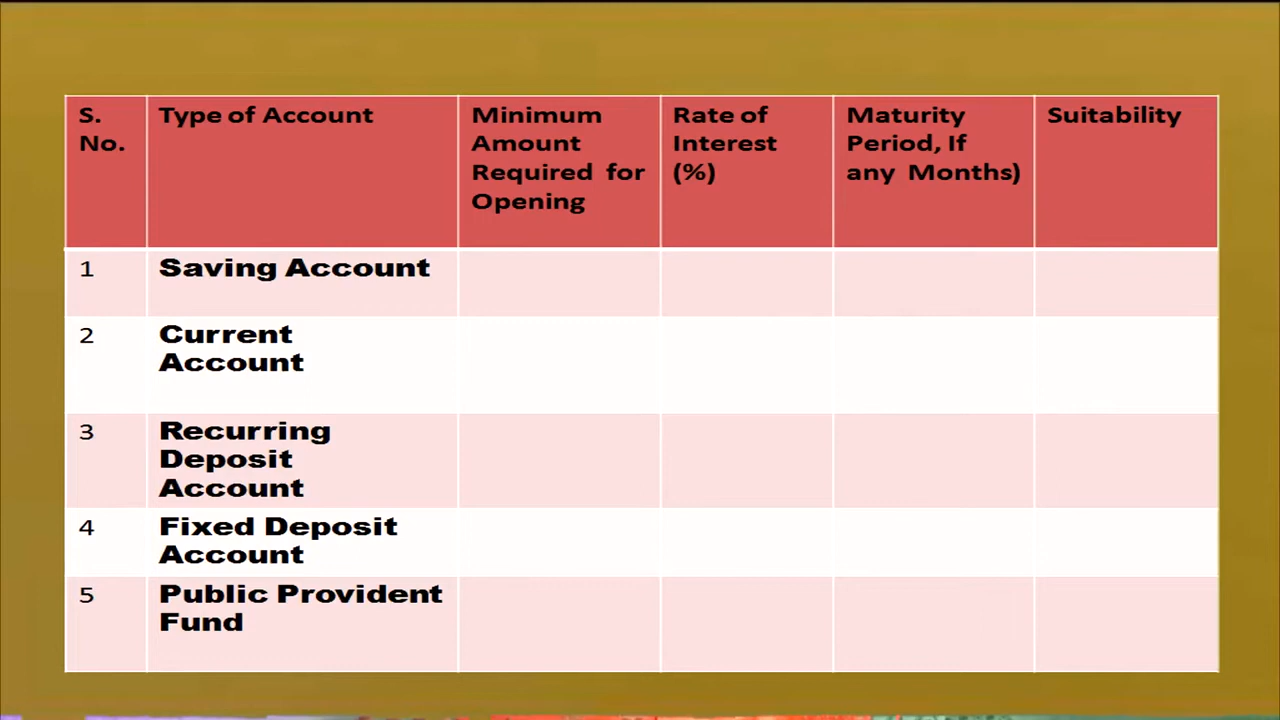 S. No.
Type of Account
Minimum Amount Required for Opening
Rate of Interest (%)
Maturity Period, If any Months)
Suitability
1
Saving Account
2
Current
Account
3
Recurring
Deposit
Account
4
Fixed Deposit
Account
5
Public Provident
Fund